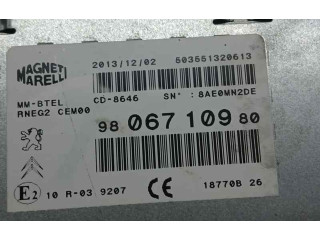 MAGNETI
MARELLI
2013/12/02 503551320613
MM-BTEL CD-8646 SN° : 8AE0MN2DE
RNEG2 CEM00
98 067 109 80
E2 10 R-03 9207 CE 18770B 26